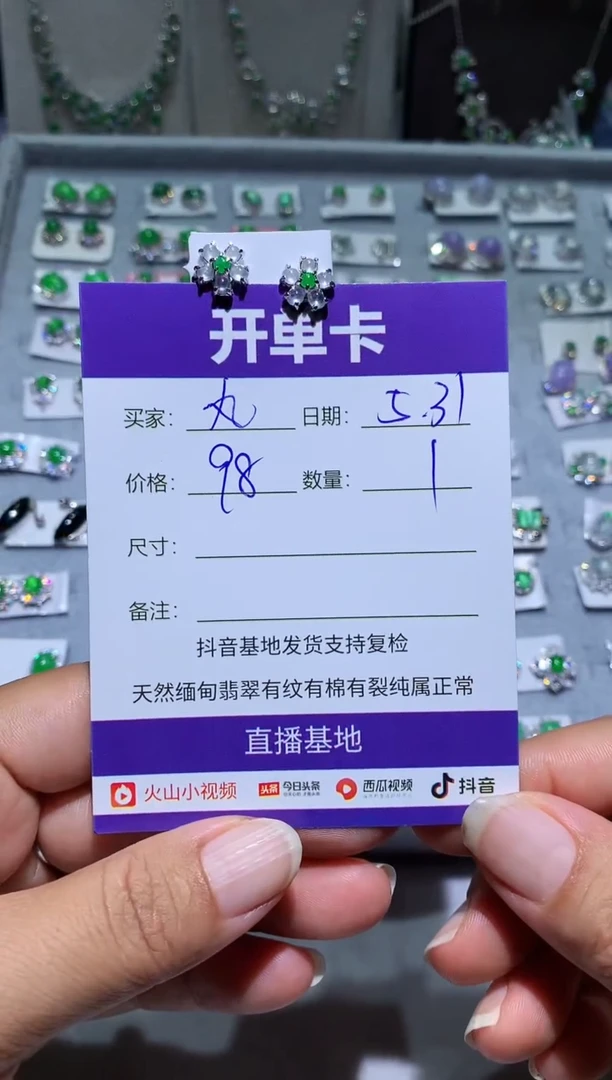 开单卡
买家: 丸 日期: 5.31
价格: 98 数量: 1
尺寸:
备注:
抖音基地发货支持复检
天然缅甸翡翠有纹有棉有裂纯属正常
直播基地
火山小视频 头条 今日头条 西瓜视频 抖音